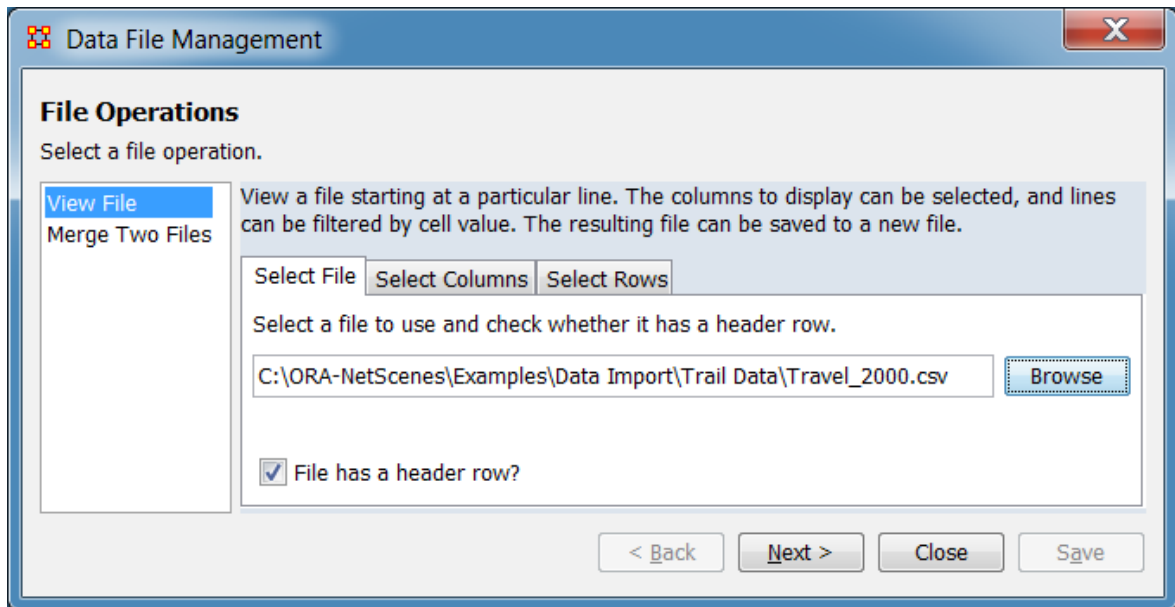 Data File Management
File Operations
Select a file operation.
View File
Merge Two Files
View a file starting at a particular line. The columns to display can be selected, and lines
can be filtered by cell value. The resulting file can be saved to a new file.
Select File Select Columns Select Rows
Select a file to use and check whether it has a header row.
C:\ORA-NetScenes\Examples\Data Import\Trail Data\Travel_2000.csv Browse
File has a header row?
< Back Next > Close Save